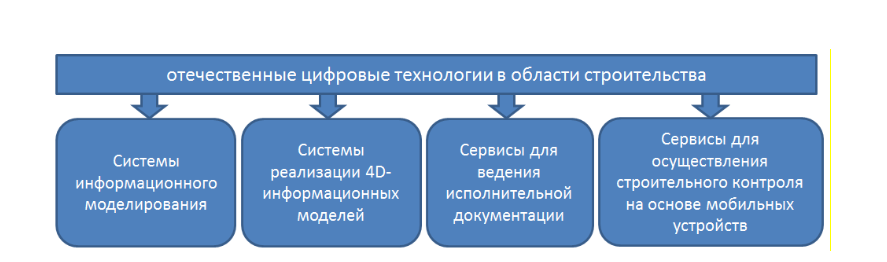 отечественные цифровые технологии в области строительства
Системы
информационного
моделирования
Системы
реализации 4D-
информационных
моделей
Сервисы для
ведения
исполнительной
документации
Сервисы для
осуществления
строительного контроля
на основе мобильных
устройств